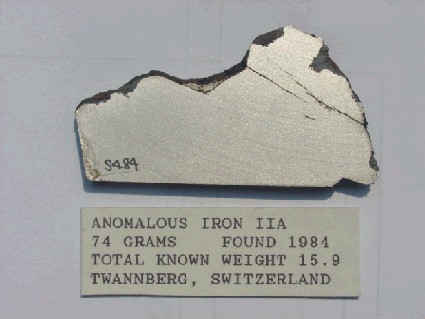 S484
ANOMALOUS IRON IIA
74 GRAMS FOUND 1984
TOTAL KNOWN WEIGHT 15.9
TWANNBERG, SWITZERLAND